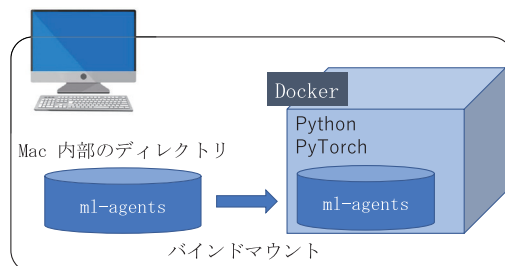 Docker
Python
PyTorch
Mac 内部のディレクトリ
ml-agents
ml-agents
バインドマウント